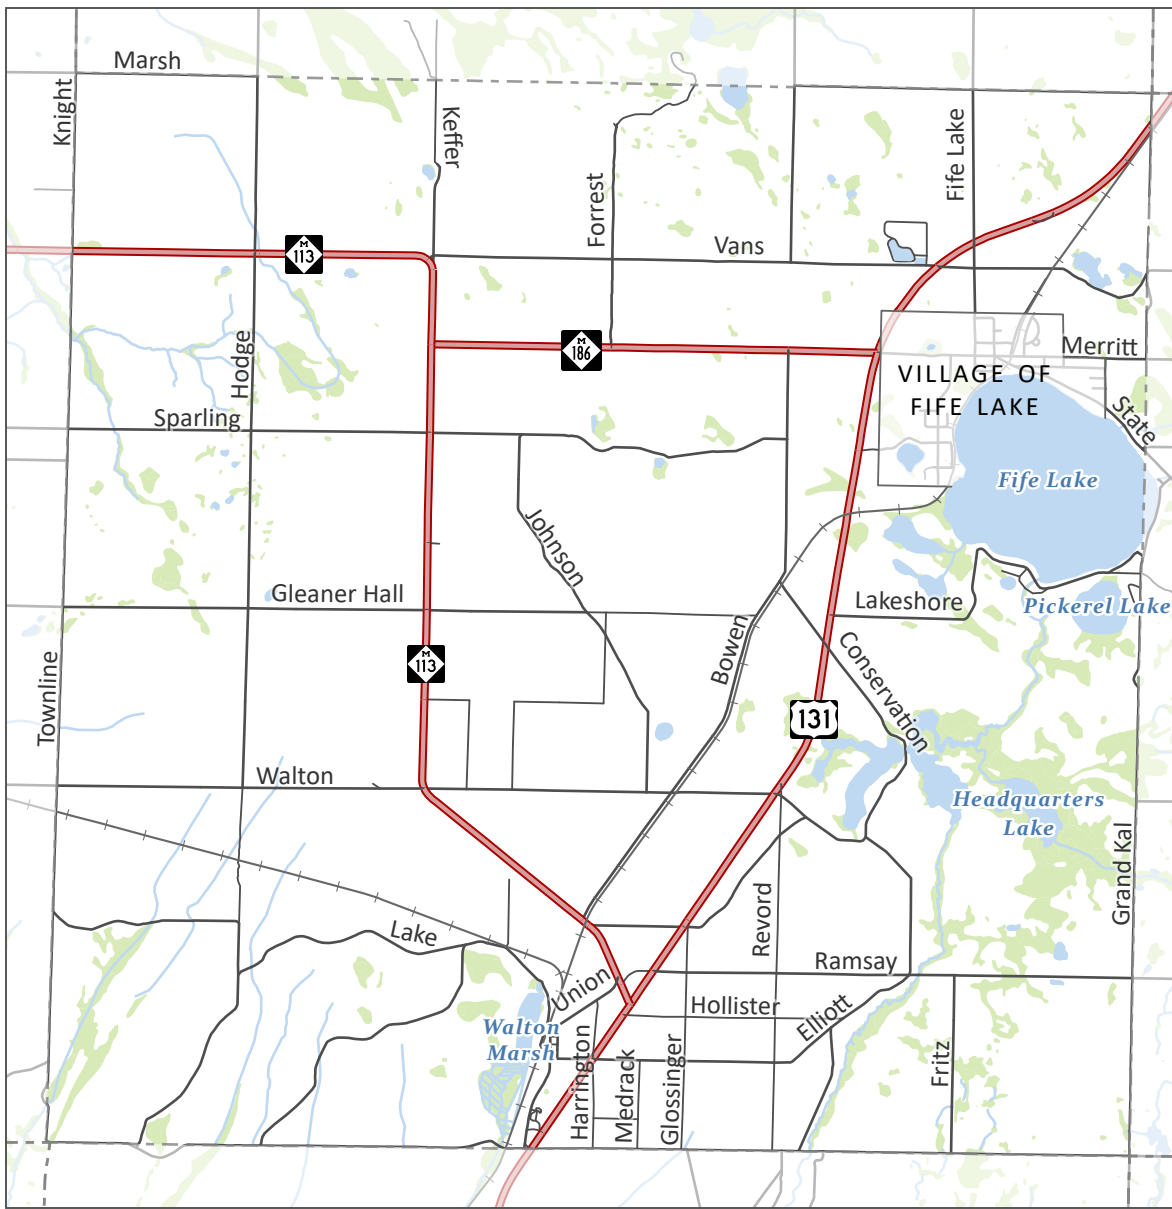 Marsh
Knight
Keffer
Fife Lake
Forrest
Vans
M
113
M
186
Merritt
Hodge
VILLAGE OF
FIFE LAKE
State
Sparling
Fife Lake
Johnson
Gleaner Hall
Lakeshore
Pickerel Lake
Bowen
Conservation
M
113
Townline
131
Walton
Headquarters
Lake
Grand Kal
Revord
Lake
Ramsay
Union
Hollister
Elliott
Walton
Marsh
Harrington
Medrack
Glossinger
Fritz